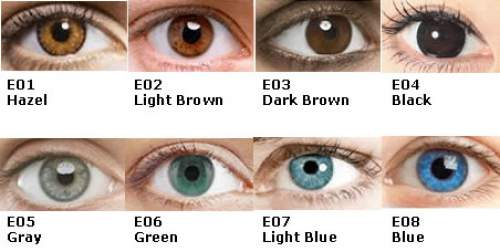 E01 E02 E03 E04
Hazel Light Brown Dark Brown Black
E05 E06 E07 E08
Gray Green Light Blue Blue